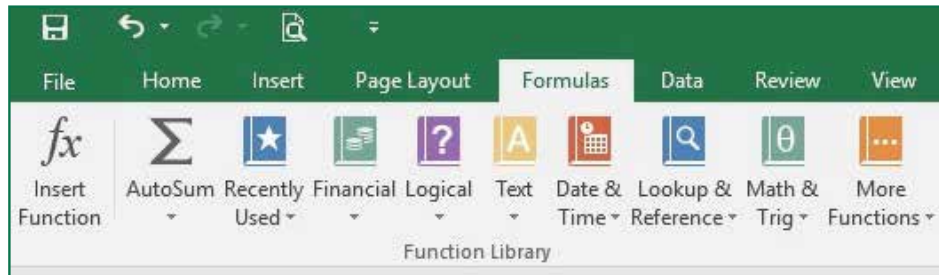 File Home Insert Page Layout Formulas Data Review View
fx Σ ? A θ
Insert AutoSum Recently Financial Logical Text Date & Lookup & Math & More
Function Used Time Reference Trig Functions
Function Library